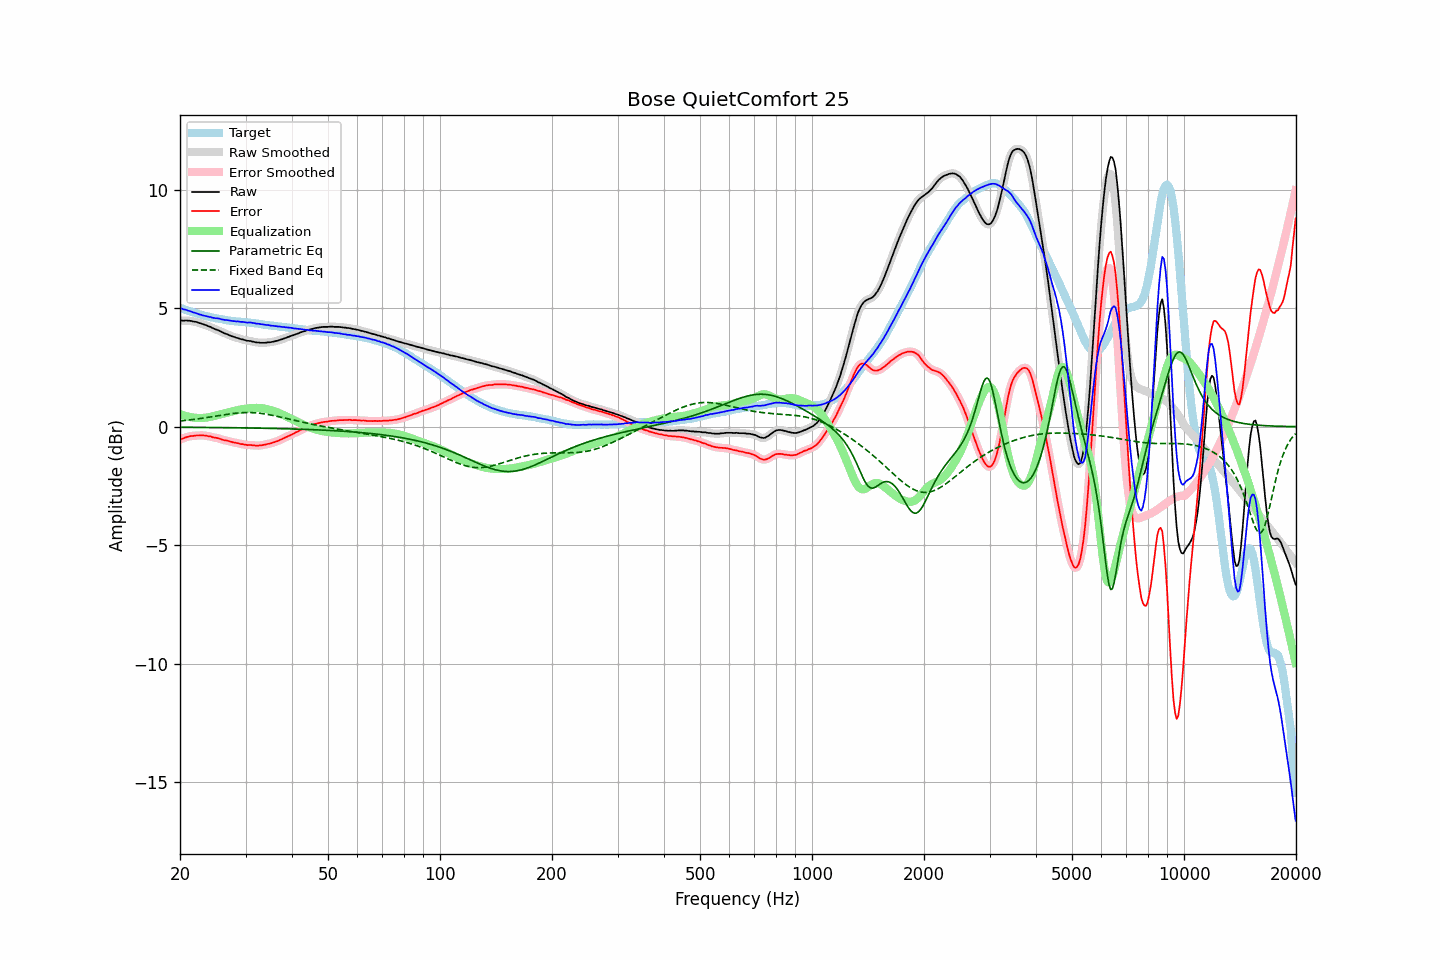 Bose QuietComfort 25
Target
Raw Smoothed
Error Smoothed
Raw
Error
Equalization
Parametric Eq
Fixed Band Eq
Equalized
Amplitude (dBr)
10
5
0
−5
−10
−15
20
50
100
200
500
1000
2000
5000
10000
20000
Frequency (Hz)